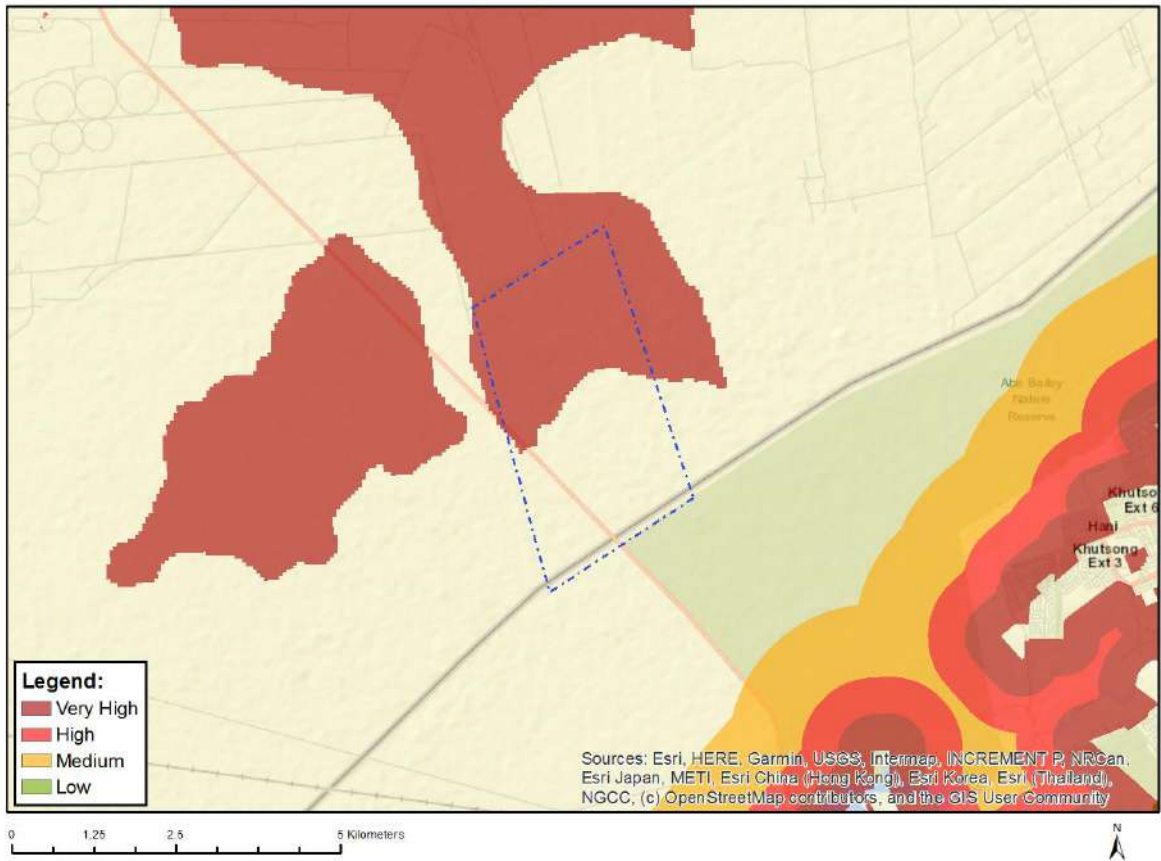 Abe Bailey
Nature
Reserve
Khutso
Ext 6
Hani
Khutsong
Ext 3
Legend:
Very High
High
Medium
Low
Sources: Esri, HERE, Garmin, USGS, Intermap, INCREMENT P, NRCan,
Esri Japan, METI, Esri China (Hong Kong), Esri Korea, Esri (Thailand),
NGCC, (c) OpenStreetMap contributors, and the GIS User Community
0 1.25 2.5 5 Kilometers
N